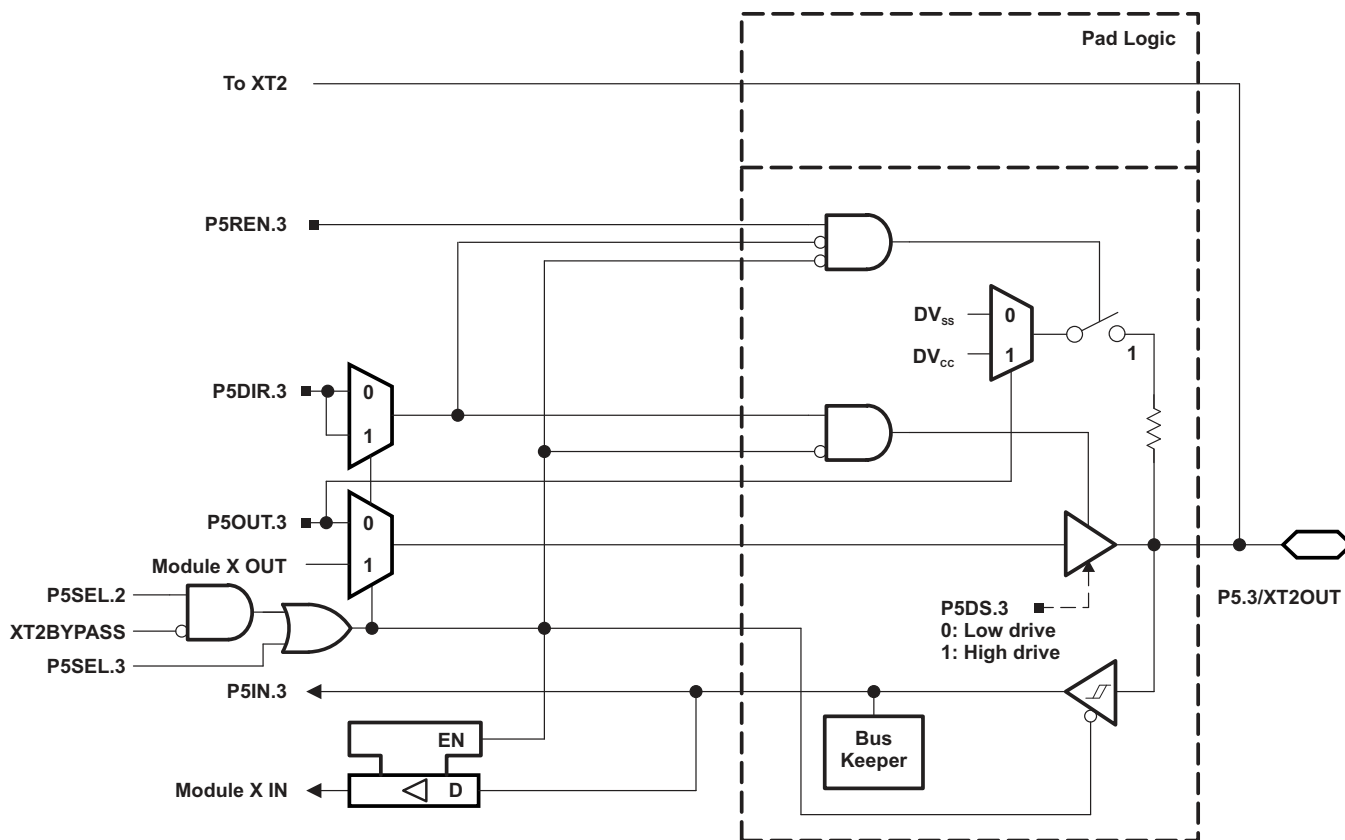 Pad Logic
To XT2
P5REN.3
DVSS
0
DVCC
1
1
P5DIR.3
0
1
P5OUT.3
0
Module X OUT
1
P5SEL.2
XT2BYPASS
P5SEL.3
P5DS.3
0: Low drive
1: High drive
P5.3/XT2OUT
P5IN.3
EN
Bus
Keeper
Module X IN
D